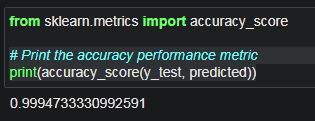 from sklearn.metrics import accuracy_score
# Print the accuracy performance metric
print(accuracy_score(y_test, predicted))
0.9994733330992591